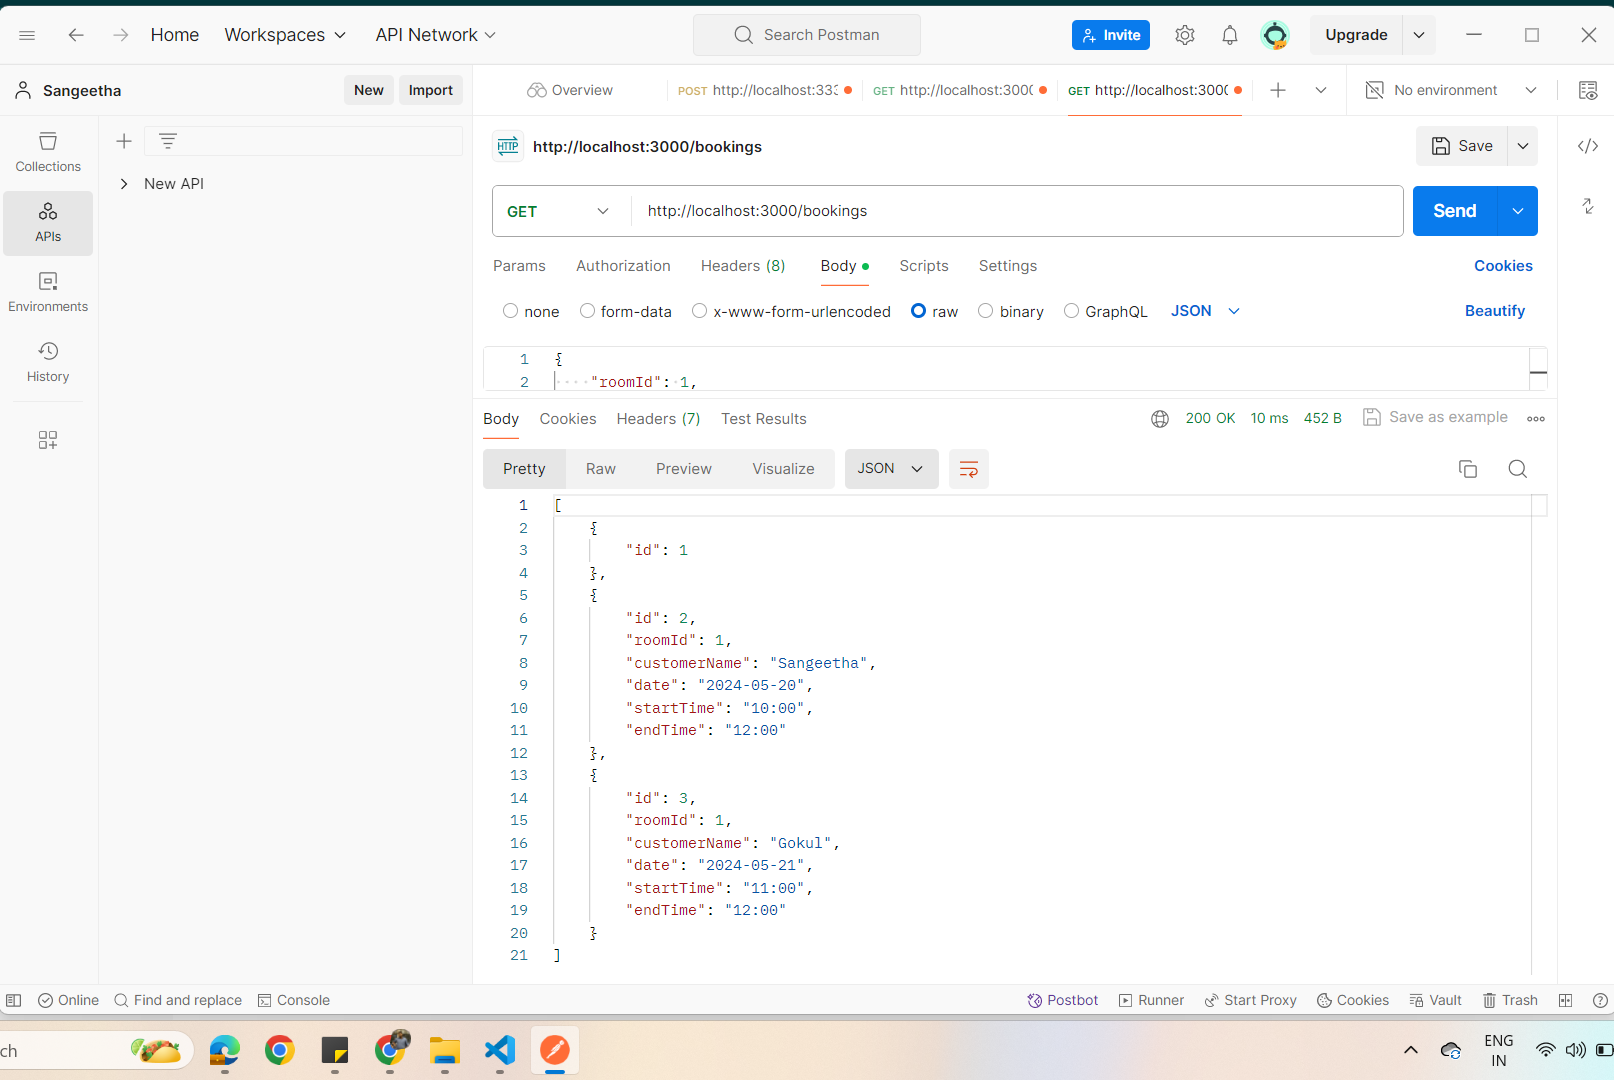 Home Workspaces API Network Search Postman Invite Upgrade
Sangeetha New Import Overview POST http://localhost:333 GET http://localhost:300 GET http://localhost:300 No environment
HTTP http://localhost:3000/bookings Save
Collections
New API
APIs
Environments
History
GET http://localhost:3000/bookings Send
Params Authorization Headers (8) Body Scripts Settings Cookies
none form-data x-www-form-urlencoded raw binary GraphQL JSON Beautify
1 {
2 "roomId": 1,
Body Cookies Headers (7) Test Results 200 OK 10 ms 452 B Save as example
Pretty Raw Preview Visualize JSON
1 [
2 {
3 "id": 1
4 },
5 {
6 "id": 2,
7 "roomId": 1,
8 "customerName": "Sangeetha",
9 "date": "2024-05-20",
10 "startTime": "10:00",
11 "endTime": "12:00"
12 },
13 {
14 "id": 3,
15 "roomId": 1,
16 "customerName": "Gokul",
17 "date": "2024-05-21",
18 "startTime": "11:00",
19 "endTime": "12:00"
20 }
21 ]
Online Find and replace Console Postbot Runner Start Proxy Cookies Vault Trash
ch ENG
IN